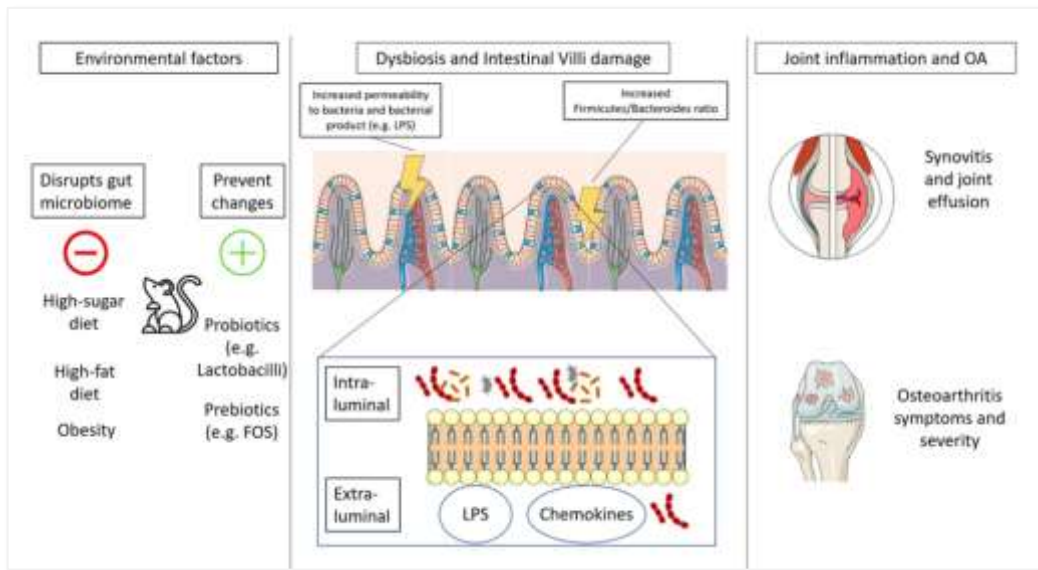 Environmental factors
Disrupts gut
microbiome
Prevent
changes
High-sugar
diet
High-fat
diet
Obesity
Probiotics
(e.g.
Lactobacilli)
Prebiotics
(e.g. FOS)
Dysbiosis and Intestinal Villi damage
Increased permeability
to bacteria and bacterial
product (e.g. LPS)
Increased
Firmicutes/Bacteroides ratio
Intra-
luminal
Extra-
luminal
LPS
Chemokines
Joint inflammation and OA
Synovitis
and joint
effusion
Osteoarthritis
symptoms and
severity